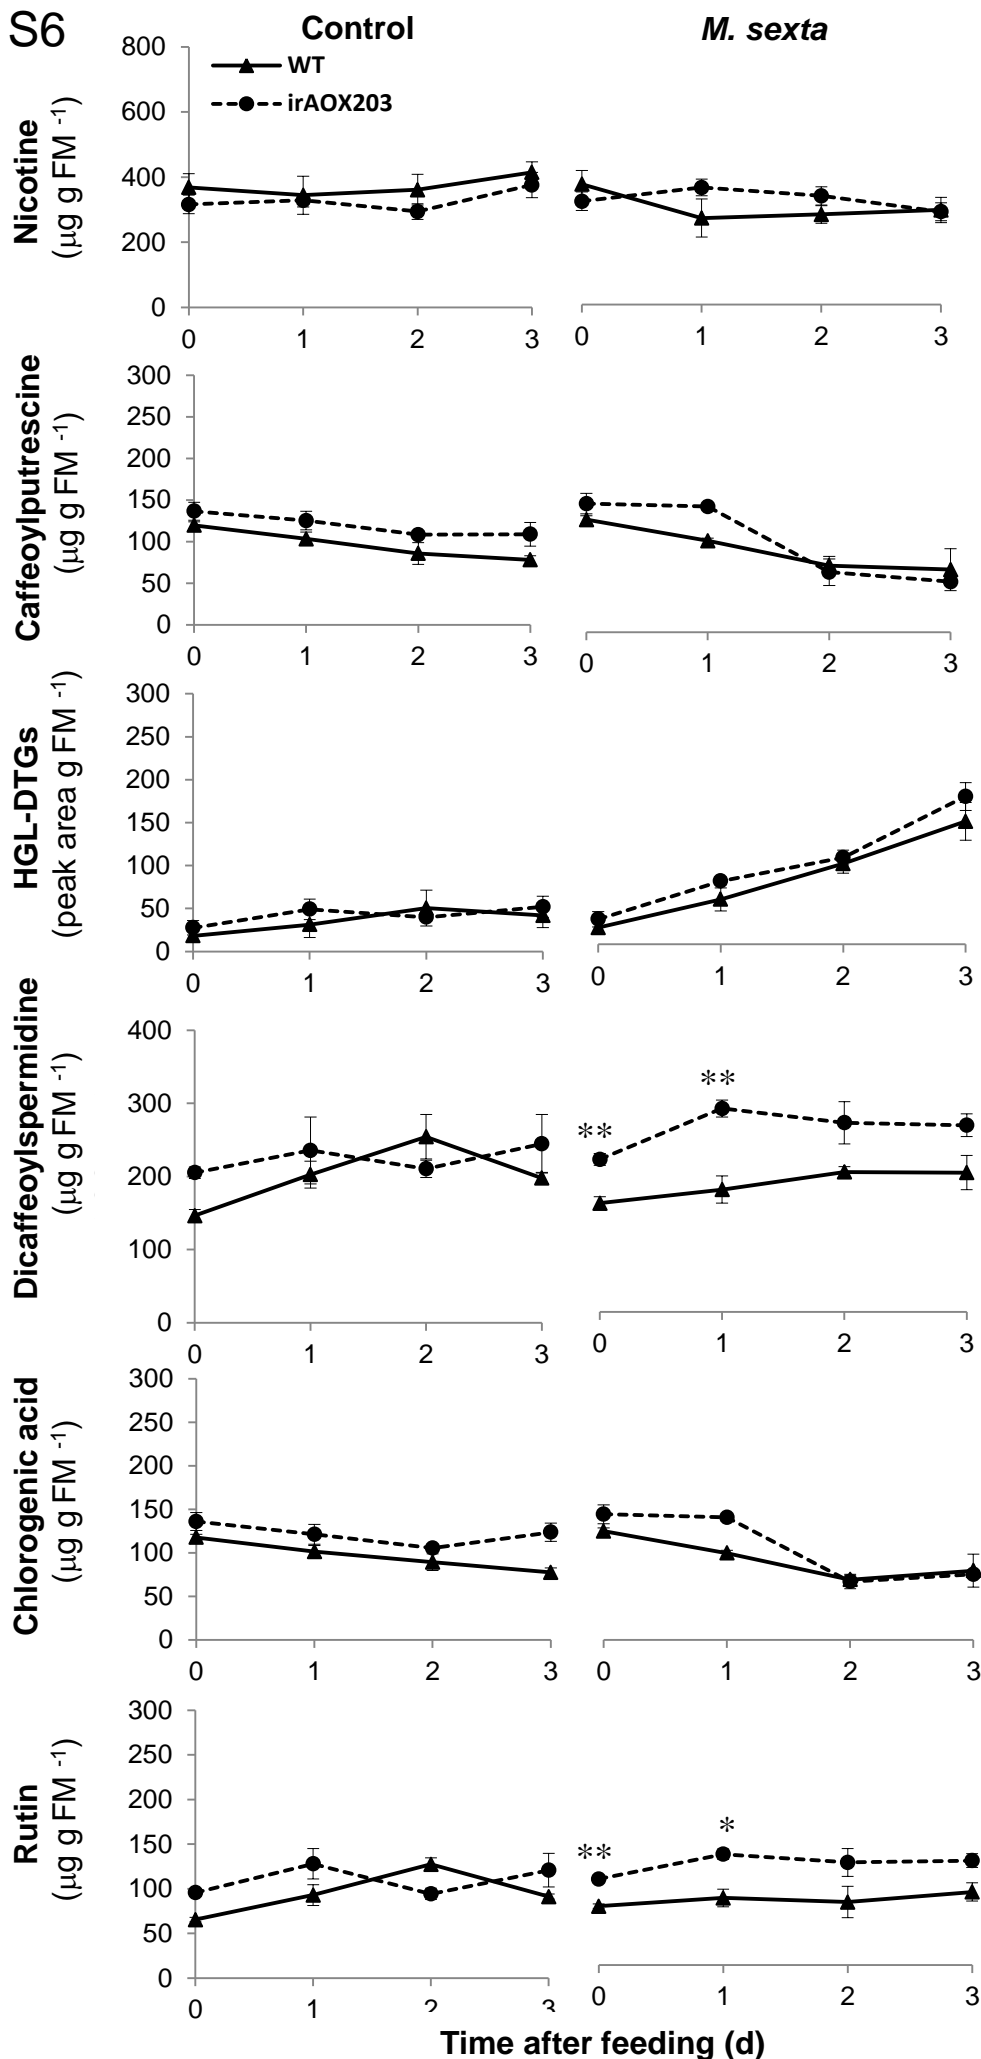 S6
Control
M. sexta
WT
irAOX203
Nicotine
(µg g FM -1)
800
600
400
200
0
0 1 2 3
0 1 2 3
Caffeoylputrescine
(µg g FM -1)
300
250
200
150
100
50
0
0 1 2 3
0 1 2 3
HGL-DTGs
(peak area g FM -1)
300
250
200
150
100
50
0
0 1 2 3
0 1 2 3
Dicaffeoylspermidine
(µg g FM -1)
400
300
200
100
0
** **
0 1 2 3
0 1 2 3
Chlorogenic acid
(µg g FM -1)
300
250
200
150
100
50
0
0 1 2 3
0 1 2 3
Rutin
(µg g FM -1)
300
250
200
150
100
50
0
** *
0 1 2 3
0 1 2 3
Time after feeding (d)